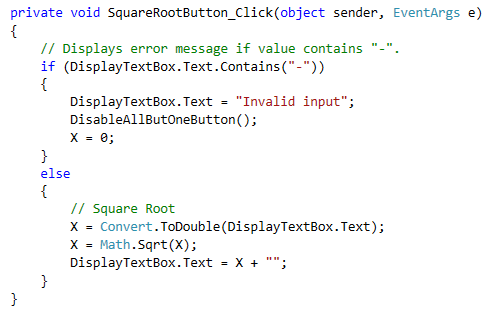 private void SquareRootButton_Click(object sender, EventArgs e)
{
    // Displays error message if value contains "-".
    if (DisplayTextBox.Text.Contains("-"))
    {
        DisplayTextBox.Text = "Invalid input";
        DisableAllButOneButton();
        X = 0;
    }
    else
    {
        // Square Root
        X = Convert.ToDouble(DisplayTextBox.Text);
        X = Math.Sqrt(X);
        DisplayTextBox.Text = X + "";
    }
}